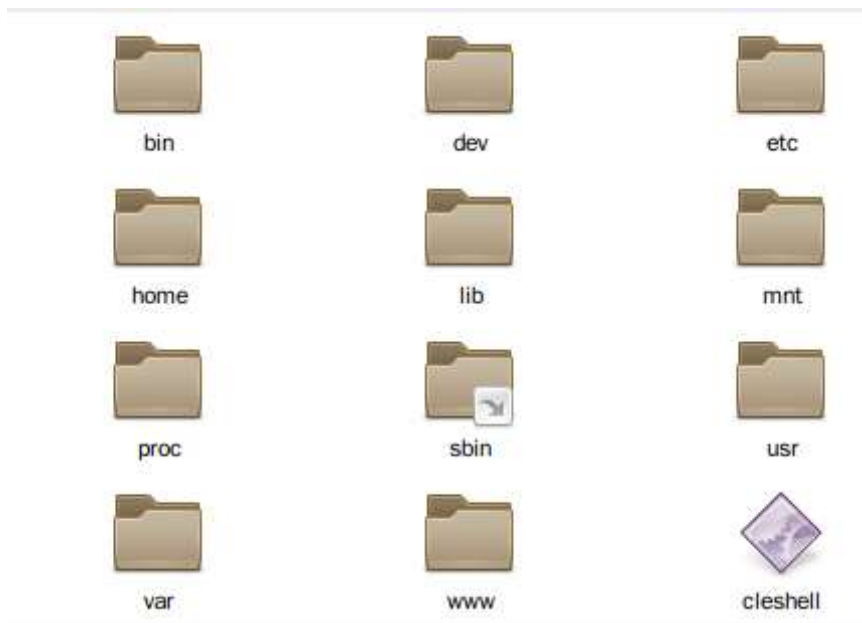 bin dev etc
home lib mnt
proc sbin usr
var www cleshell